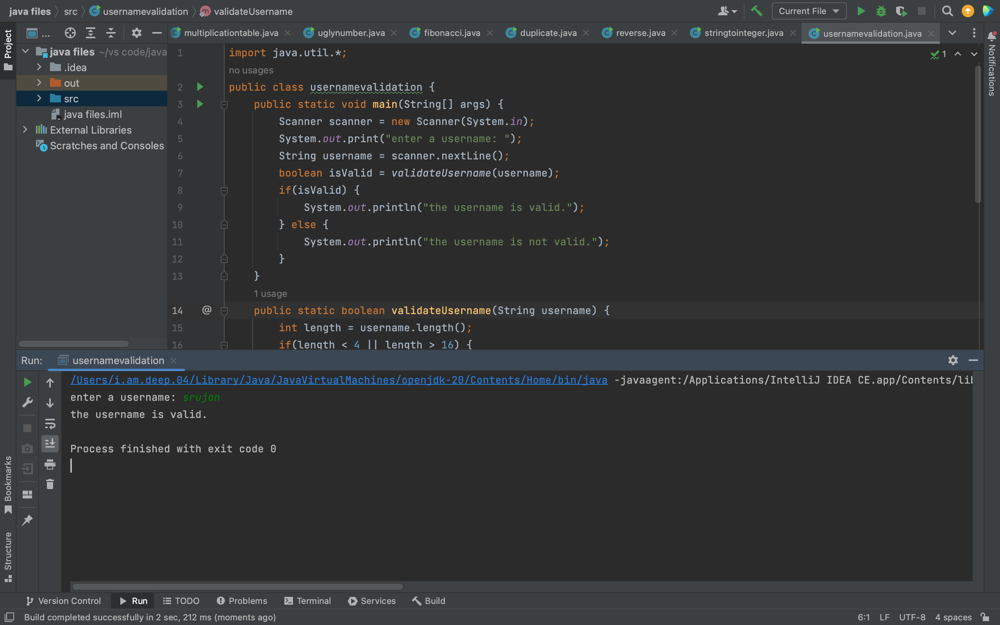 java files src usernamevalidation validateUsername Current File
Project ... multiplicationtable.java uglynumber.java fibonacci.java duplicate.java reverse.java stringtointeger.java usernamevalidation.java
java files ~/vs code/java
.idea
out
src
java files.iml
External Libraries
Scratches and Consoles
1 import java.util.*;
1
no usages
2 public class usernamevalidation {
3 public static void main(String[] args) {
4 Scanner scanner = new Scanner(System.in);
5 System.out.print("enter a username: ");
6 String username = scanner.nextLine();
7 boolean isValid = validateUsername(username);
8 if(isValid) {
9 System.out.println("the username is valid.");
10 } else {
11 System.out.println("the username is not valid.");
12 }
13 }
1 usage
14 @ public static boolean validateUsername(String username) {
15 int length = username.length();
16 if(length < 4 || length > 16) {
Notifications
Run: usernamevalidation
/Users/i.am.deep.04/Library/Java/JavaVirtualMachines/openjdk-20/Contents/Home/bin/java -javaagent:/Applications/IntelliJ IDEA CE.app/Contents/lib
enter a username: srujan
the username is valid.
Process finished with exit code 0
Bookmarks
Structure
Version Control Run TODO Problems Terminal Services Build
Build completed successfully in 2 sec, 212 ms (moments ago) 6:1 LF UTF-8 4 spaces